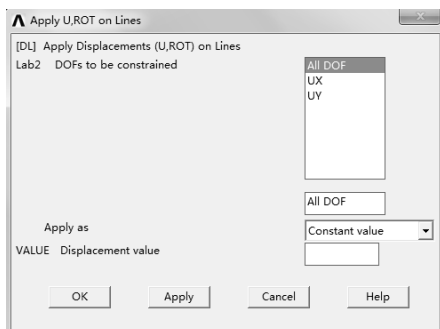 Apply U,ROT on Lines
[DL] Apply Displacements (U,ROT) on Lines
Lab2 DOFs to be constrained
All DOF
UX
UY
All DOF
Apply as
Constant value
VALUE Displacement value
OK Apply Cancel Help